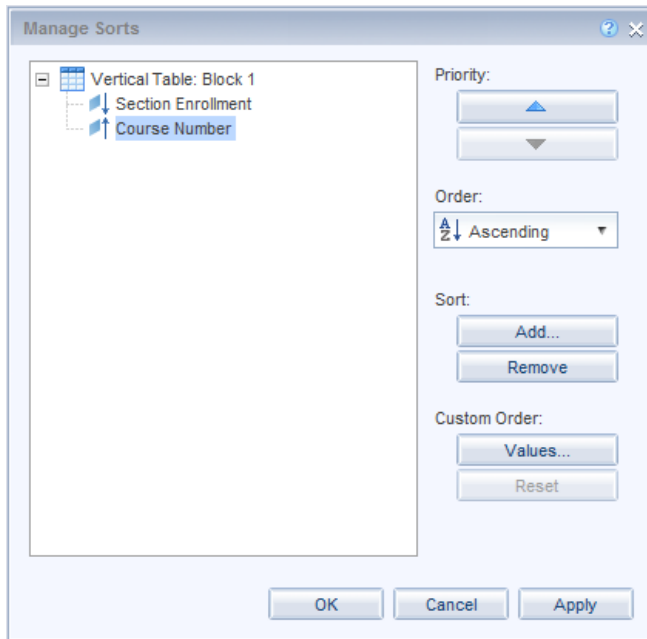 Manage Sorts
Vertical Table: Block 1
Section Enrollment
Course Number
Priority:
Order:
A Z Ascending
Sort:
Add...
Remove
Custom Order:
Values...
Reset
OK Cancel Apply